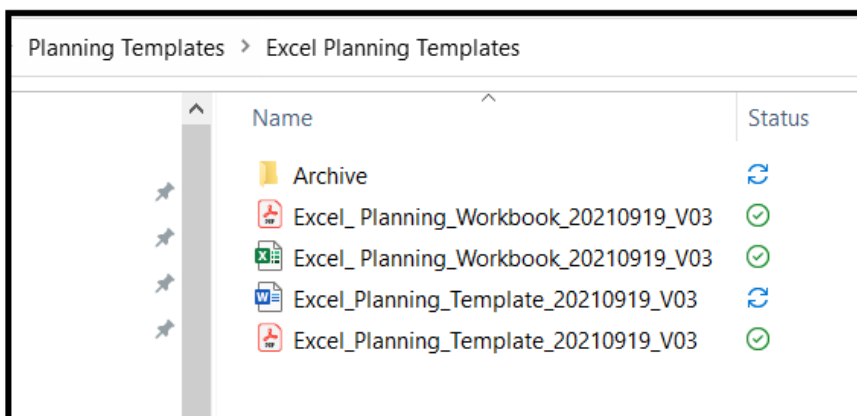 Planning Templates > Excel Planning Templates
Name Status
Archive
Excel_ Planning_Workbook_20210919_V03
Excel_ Planning_Workbook_20210919_V03
Excel_Planning_Template_20210919_V03
Excel_Planning_Template_20210919_V03